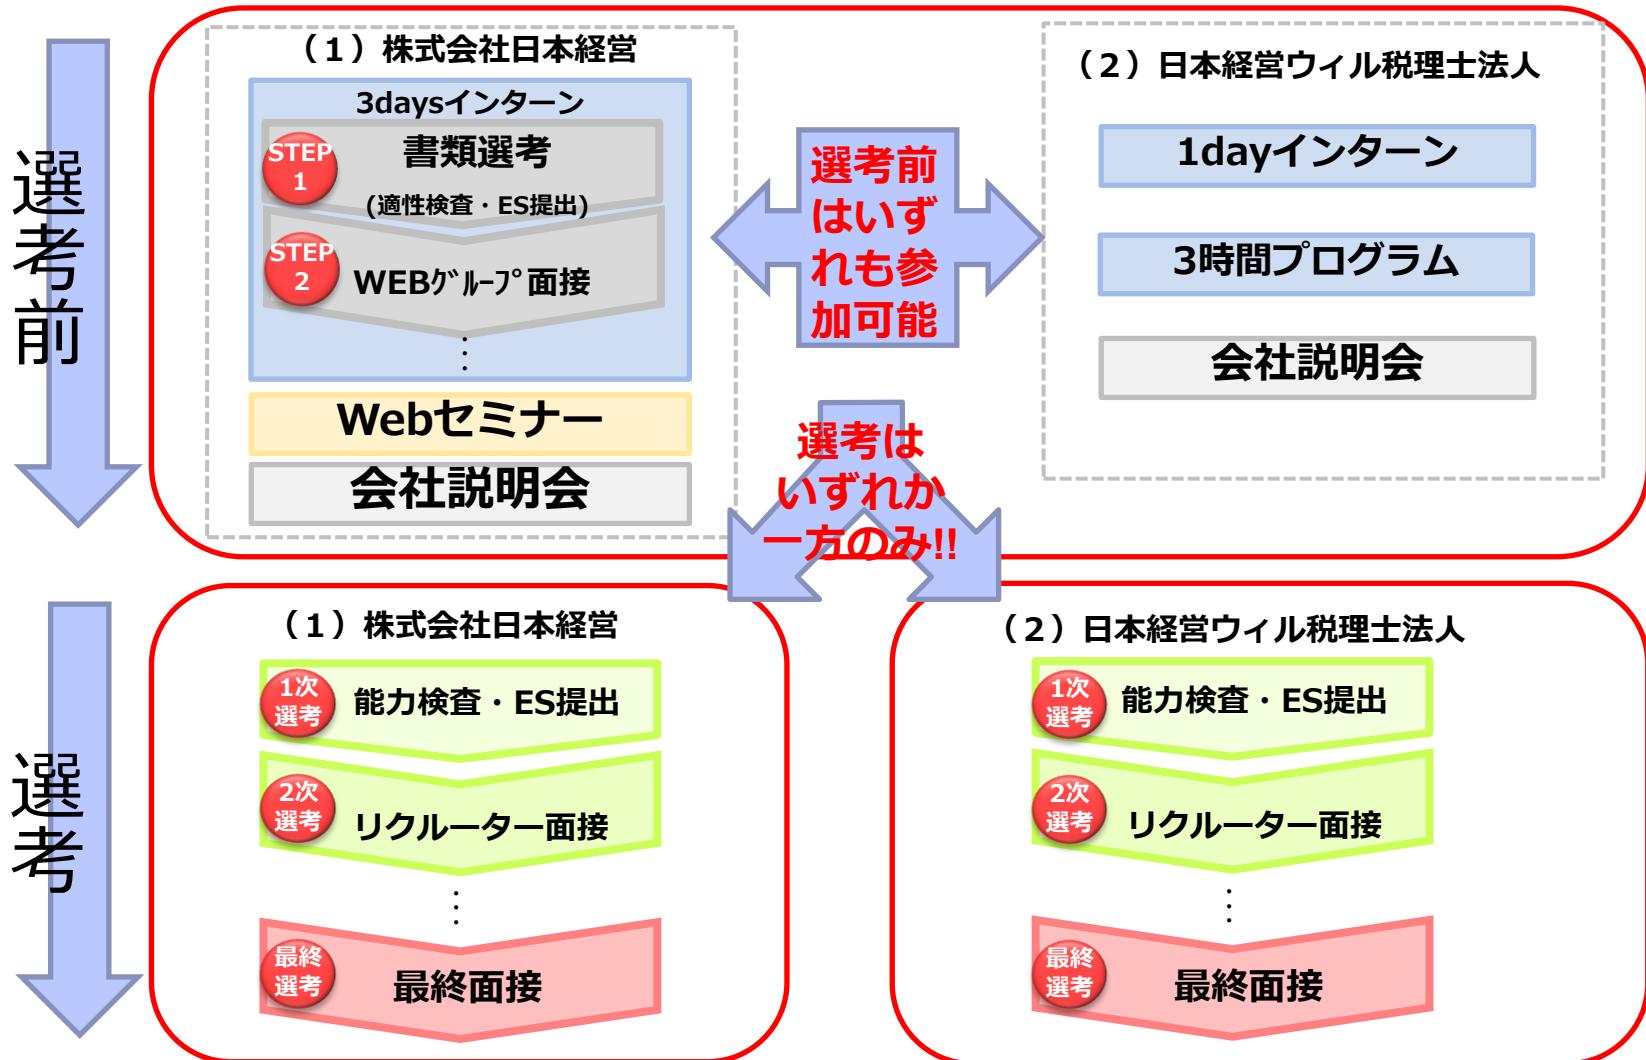 選考前
（１）株式会社日本経営
3daysインターン
STEP
1
書類選考
(適性検査・ES提出)
STEP
2
WEBｸﾞﾙｰﾌﾟ面接
⋮
Webセミナー
会社説明会
選考前
はいず
れも参
加可能
（２）日本経営ウィル税理士法人
1dayインターン
3時間プログラム
会社説明会
選考は
いずれか
一方のみ!!
選考
（１）株式会社日本経営
1次
選考
能力検査・ES提出
2次
選考
リクルーター面接
⋮
最終
選考
最終面接
（２）日本経営ウィル税理士法人
1次
選考
能力検査・ES提出
2次
選考
リクルーター面接
⋮
最終
選考
最終面接